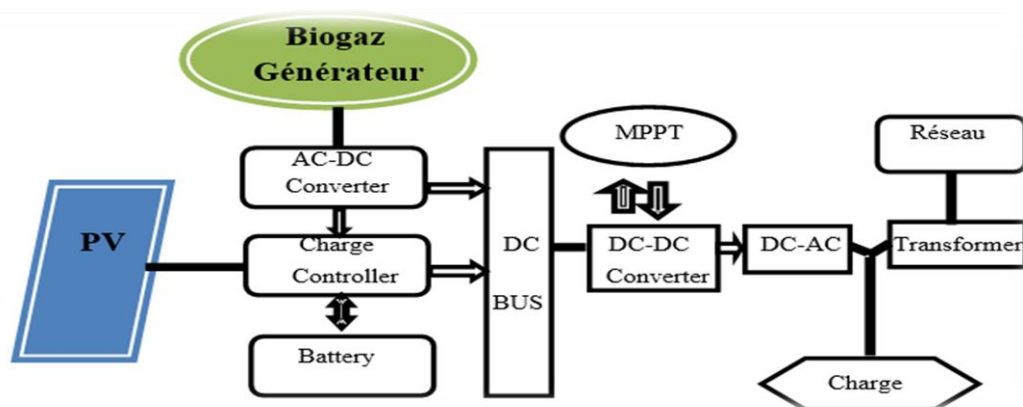 Biogaz
Générateur
MPPT
Réseau
AC-DC
Converter
PV
Charge
Controller
DC
BUS
DC-DC
Converter
DC-AC
Transformer
Battery
Charge